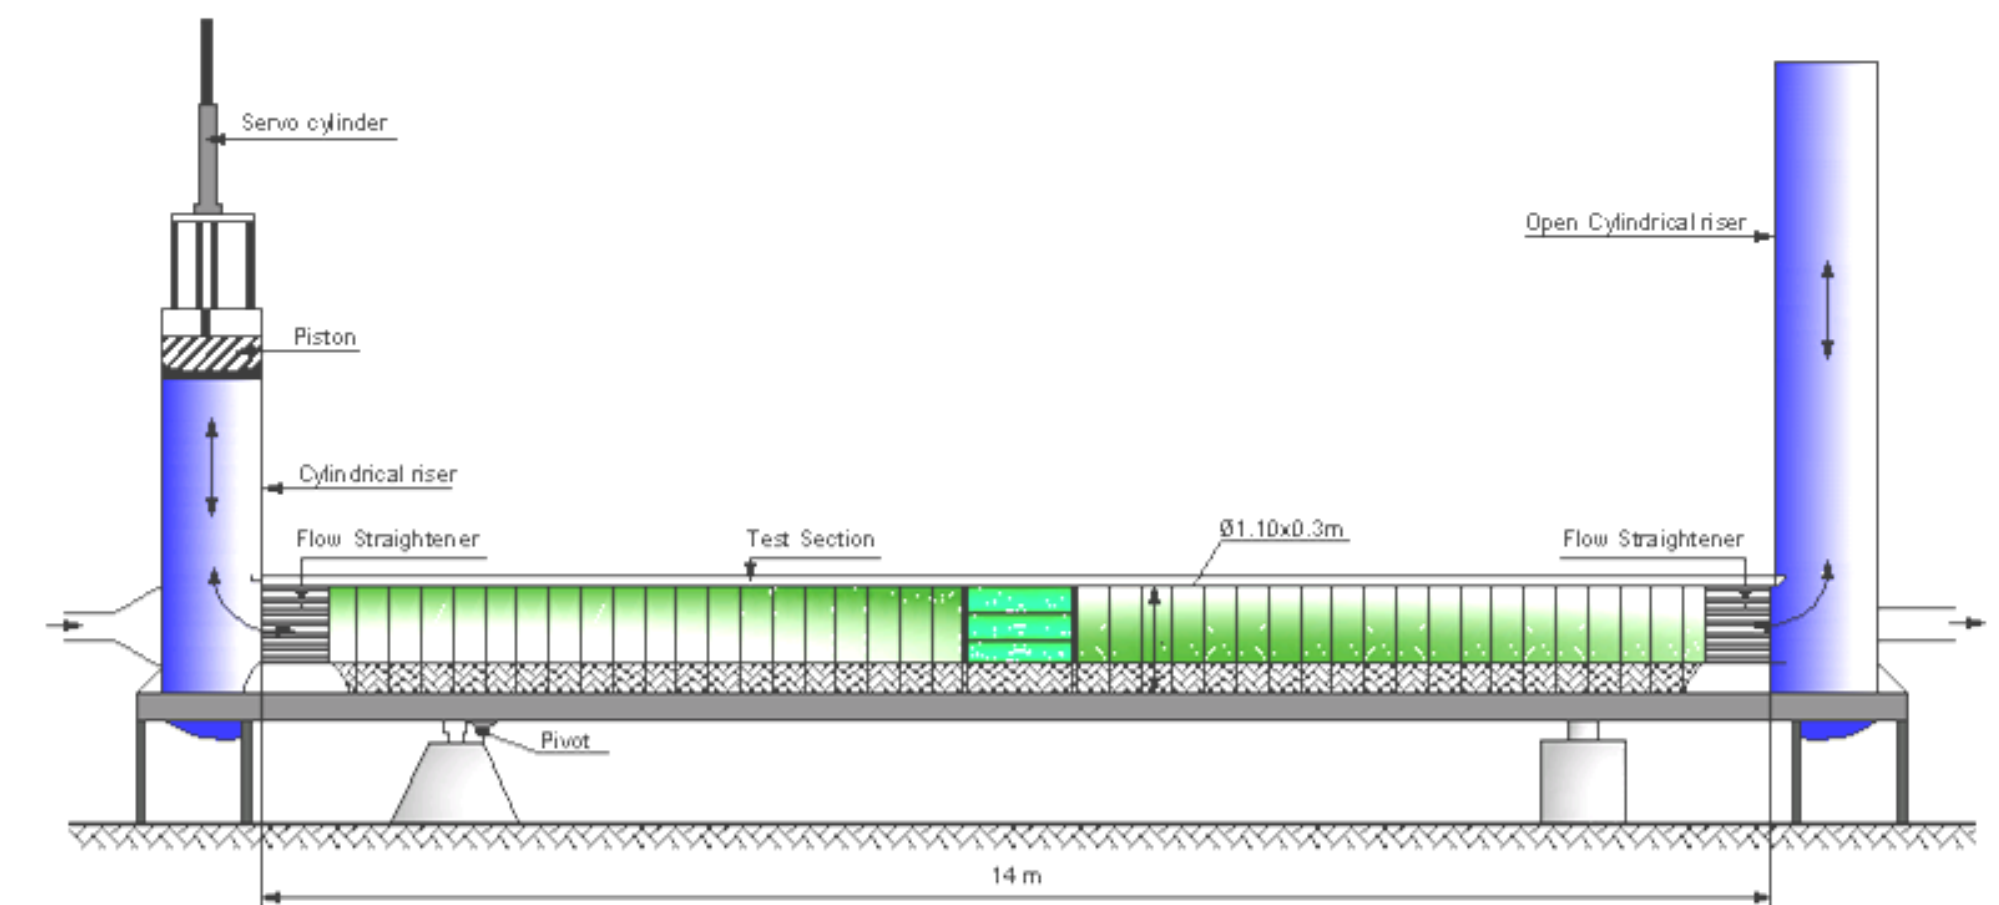 Servo cylinder
Open Cylindrical riser
Piston
Cylindrical riser
Flow Straightener
Test Section
Ø1.10x0.3m
Flow Straightener
Pivot
14 m